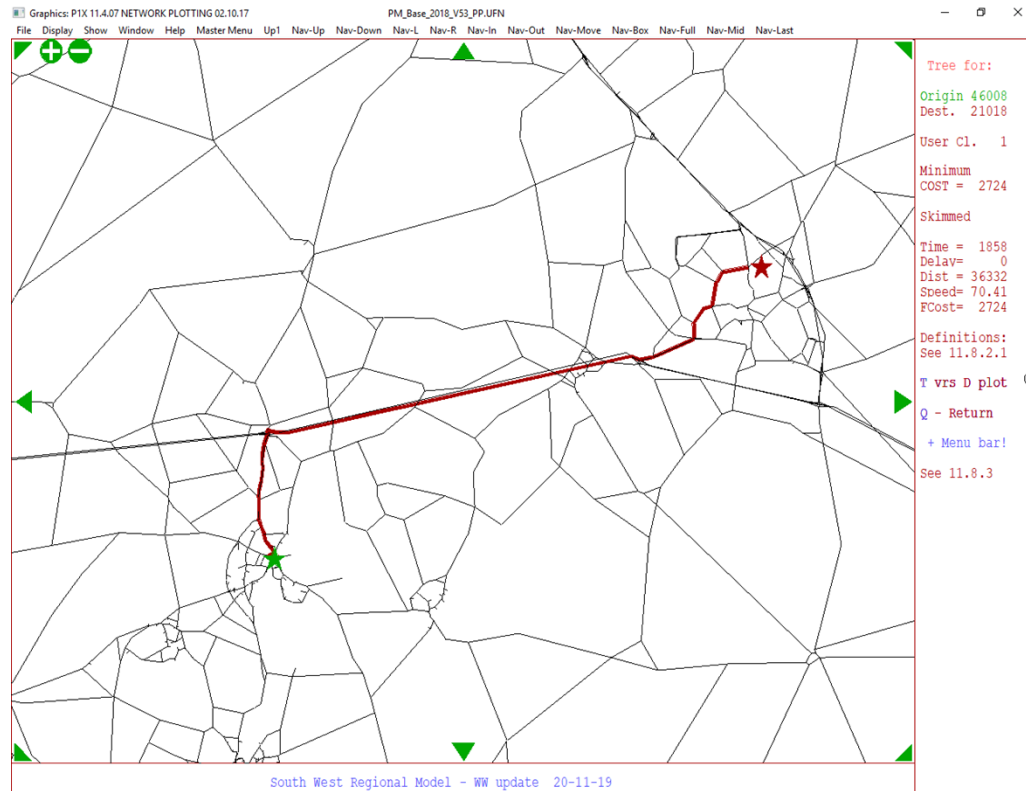 Graphics: P1X 11.4.07 NETWORK PLOTTING 02.10.17 PM_Base_2018_V53_PP.UFN
File Display Show Window Help Master Menu Up1 Nav-Up Nav-Down Nav-L Nav-R Nav-In Nav-Out Nav-Move Nav-Box Nav-Full Nav-Mid Nav-Last
Tree for:
Origin 46008
Dest. 21018
User Cl. 1
Minimum
COST = 2724
Skimmed
Time = 1858
Delay= 0
Dist = 36332
Speed= 70.41
FCost= 2724
Definitions:
See 11.8.2.1
T vrs D plot
Q - Return
+ Menu bar!
See 11.8.3
South West Regional Model - WW update 20-11-19